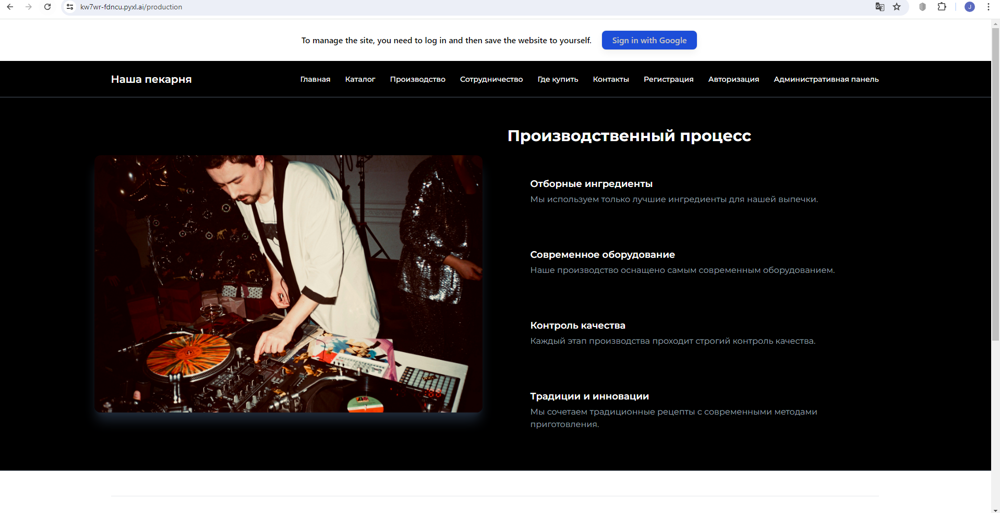 kw7wr-fdncu.pyxl.ai/production
J
To manage the site, you need to log in and then save the website to yourself.
Sign in with Google
Наша пекарня
Главная Каталог Производство Сотрудничество Где купить Контакты Регистрация Авторизация Административная панель
Производственный процесс
Отборные ингредиенты
Мы используем только лучшие ингредиенты для нашей выпечки.
Современное оборудование
Наше производство оснащено самым современным оборудованием.
Контроль качества
Каждый этап производства проходит строгий контроль качества.
Традиции и инновации
Мы сочетаем традиционные рецепты с современными методами
приготовления.